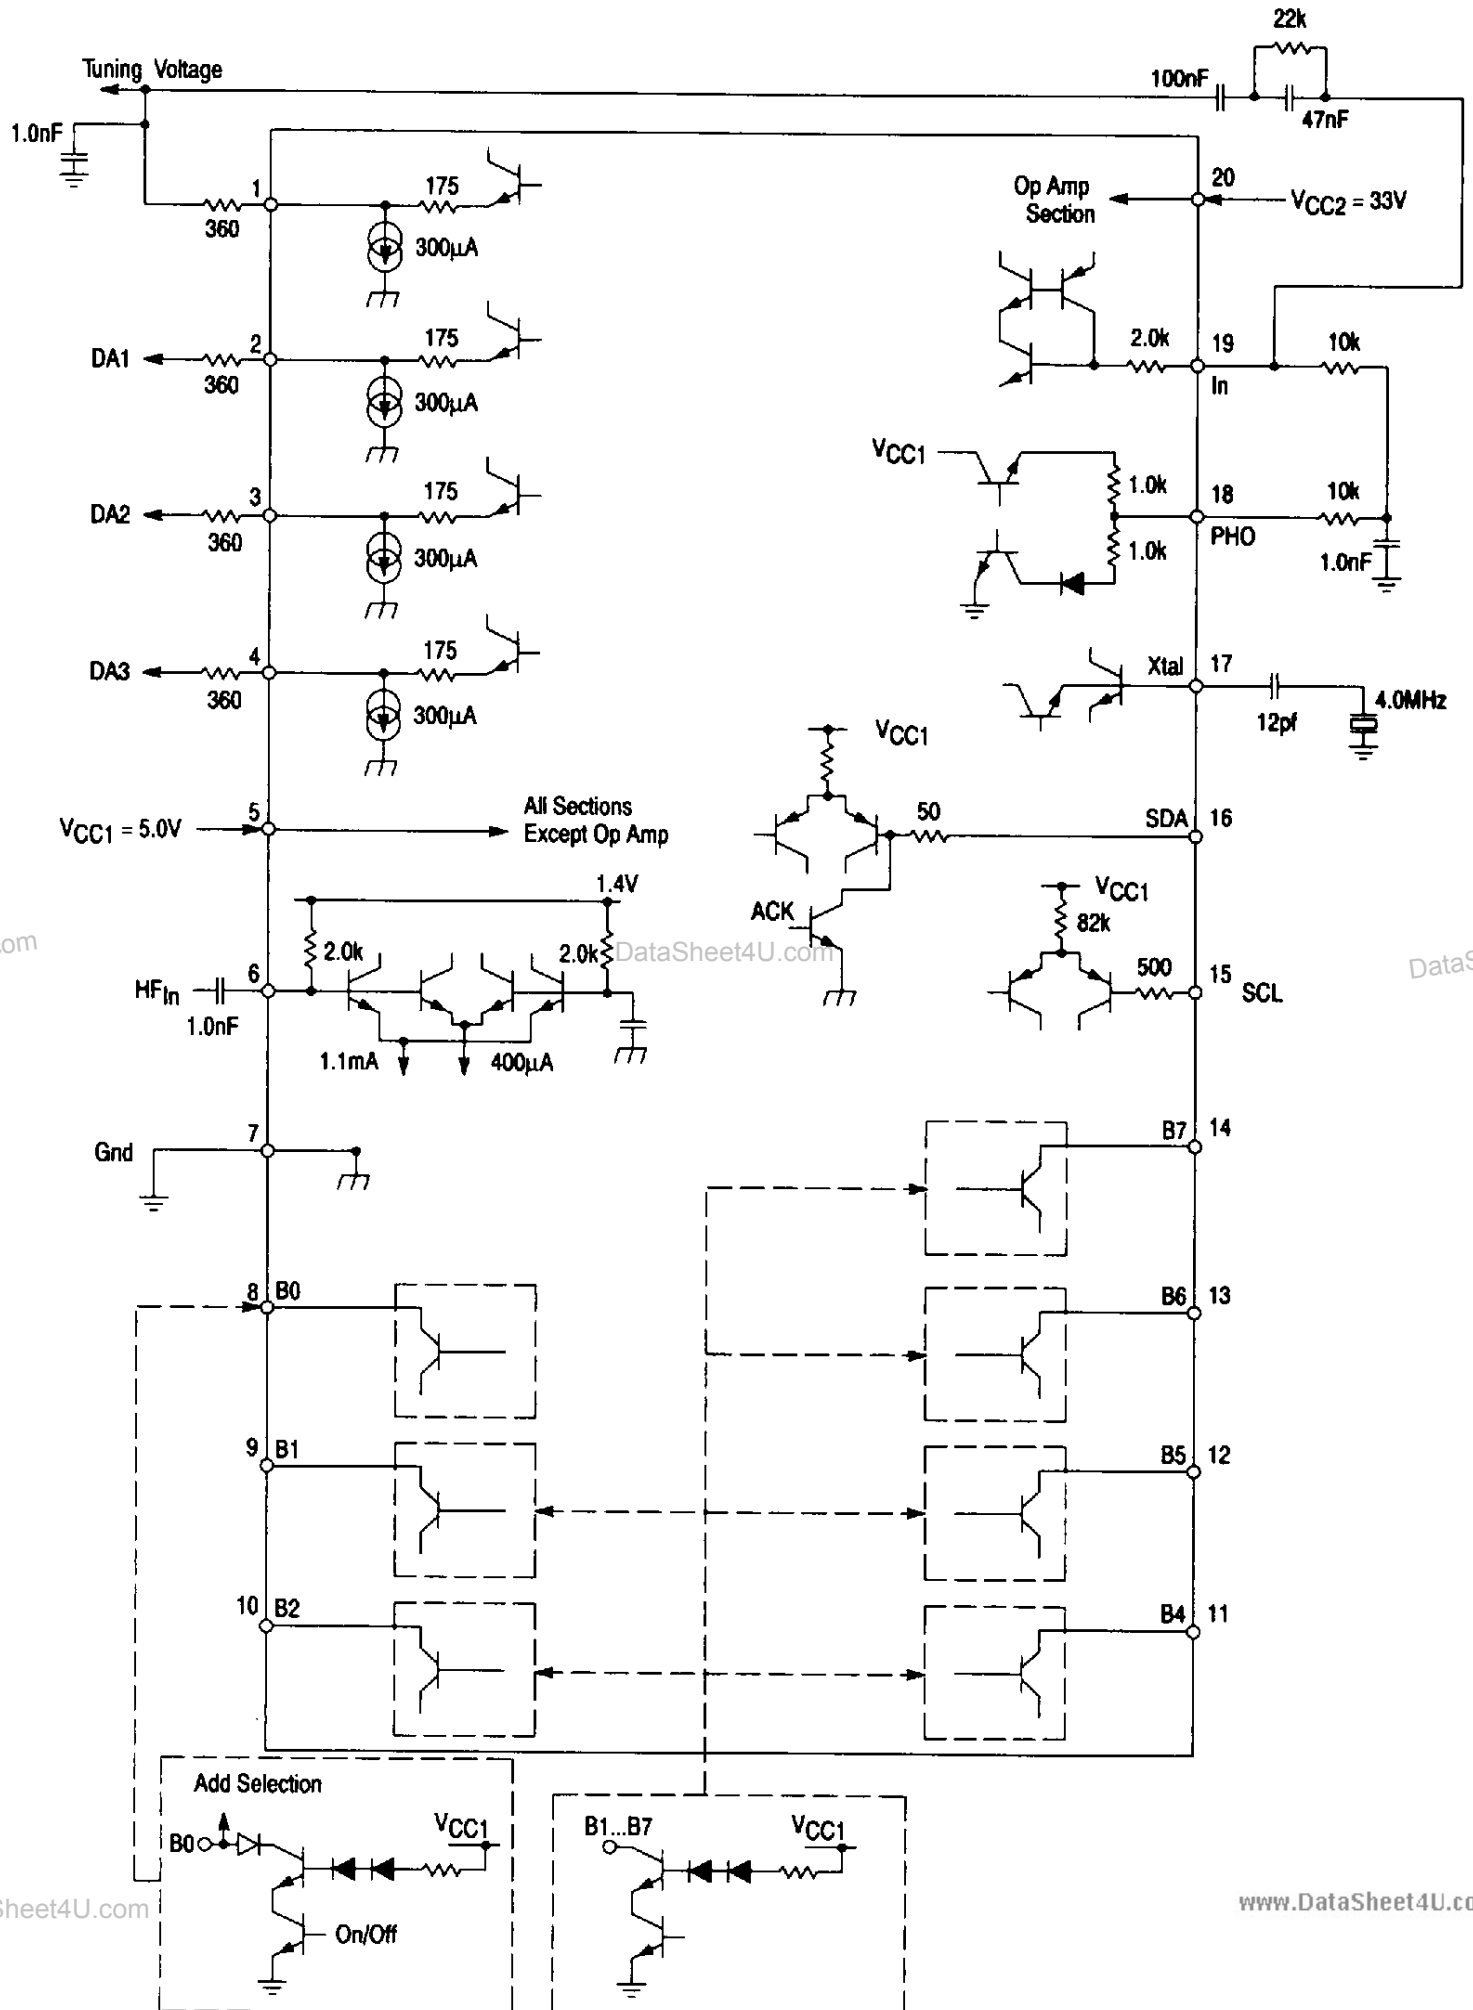 22k
Tuning Voltage
100nF
47nF
1.0nF
1
175
360
300µA
Op Amp
Section
20
VCC2 = 33V
2
175
DA1
360
300µA
2.0k
19
In
10k
VCC1
1.0k
18
PHO
10k
1.0k
1.0nF
3
175
DA2
360
300µA
4
175
DA3
360
300µA
Xtal
17
12pf
4.0MHz
VCC1
50
SDA
16
VCC1 = 5.0V
5
All Sections
Except Op Amp
ACK
VCC1
82k
500
15
SCL
1.4V
2.0k
2.0k
DataSheet4U.com
.com
DataS
HFIn
6
1.0nF
1.1mA
400µA
Gnd
7
B7
14
8
B0
B6
13
9
B1
B5
12
10
B2
B4
11
Add Selection
B0
VCC1
On/Off
B1...B7
VCC1
Sheet4U.com
www.DataSheet4U.co